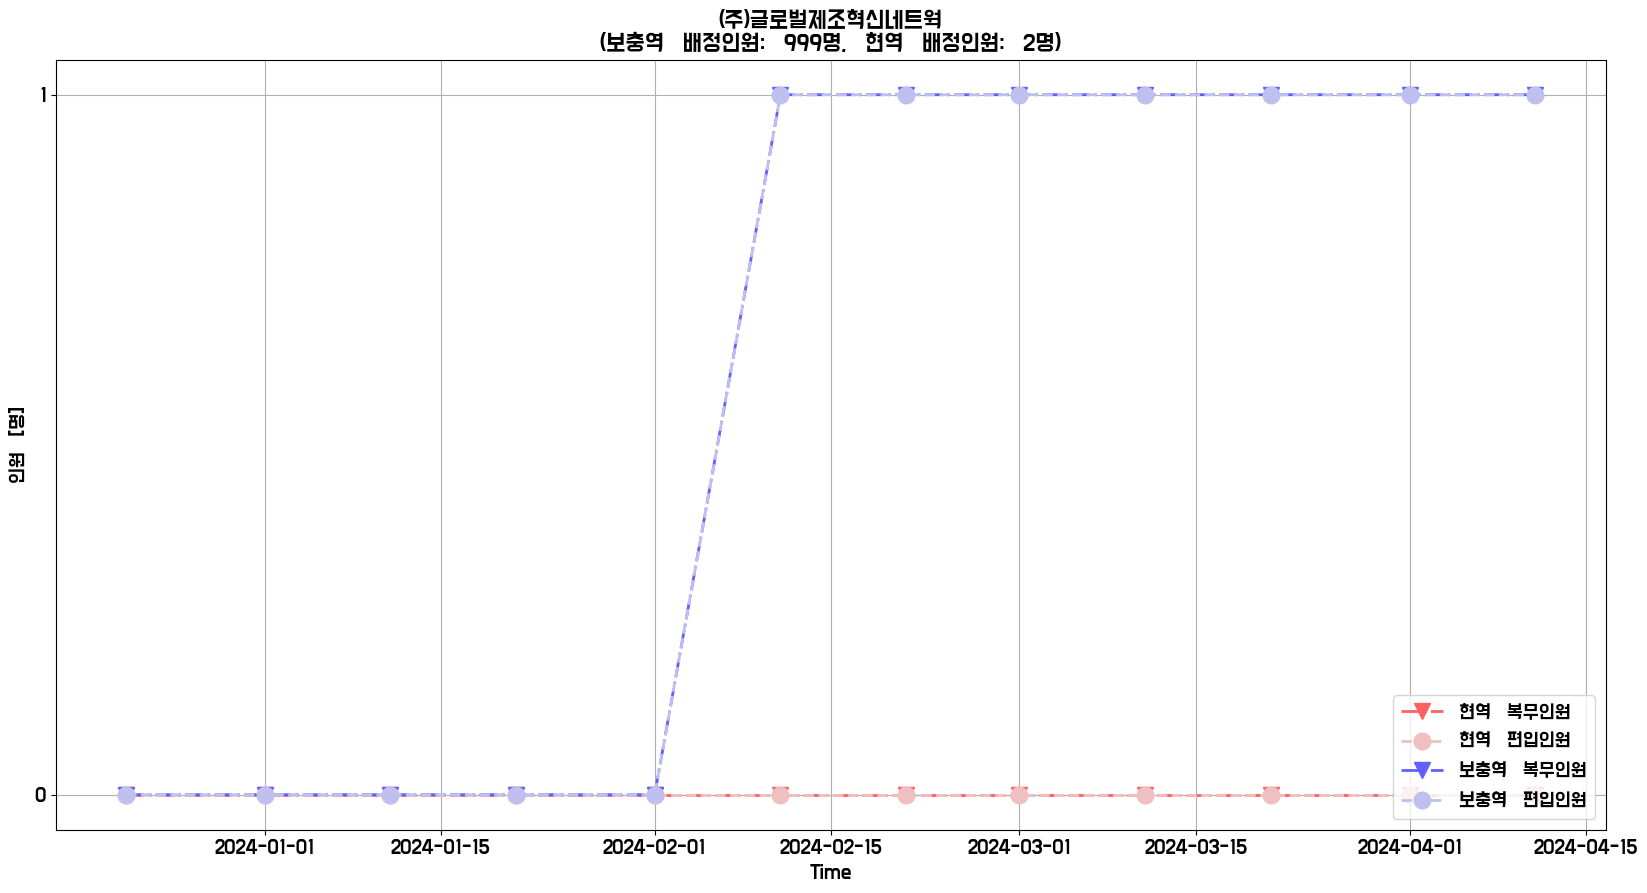 (주)글로벌제조혁신네트웍
(보충역 배정인원: 999명, 현역 배정인원: 2명)
1
0
인원 [명]
2024-01-01 2024-01-15 2024-02-01 2024-02-15 2024-03-01 2024-03-15 2024-04-01 2024-04-15
Time
현역 복무인원
현역 편입인원
보충역 복무인원
보충역 편입인원